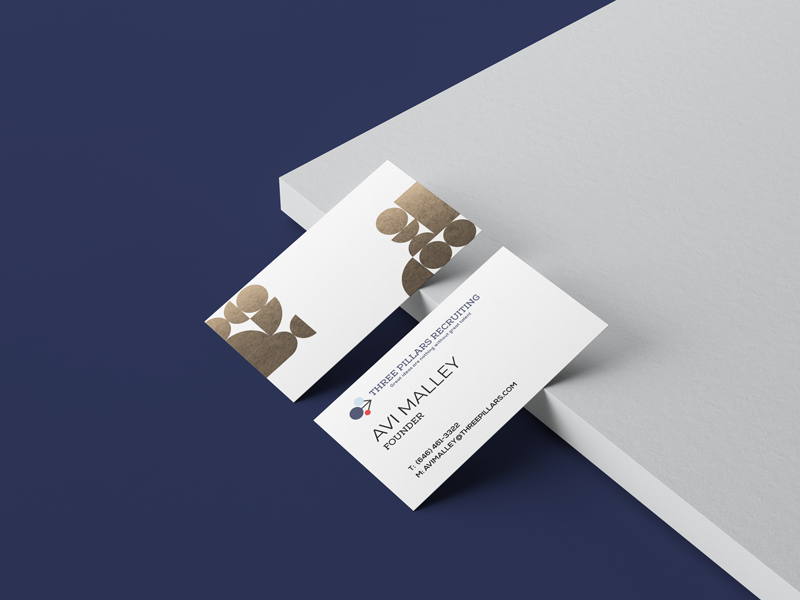 THREE PILLARS RECRUITING
Great ideas are nothing without great talent
AVI MALLEY
FOUNDER
T: (646) 461-3322
M: AVIMALLEY@THREEPILLARS.COM